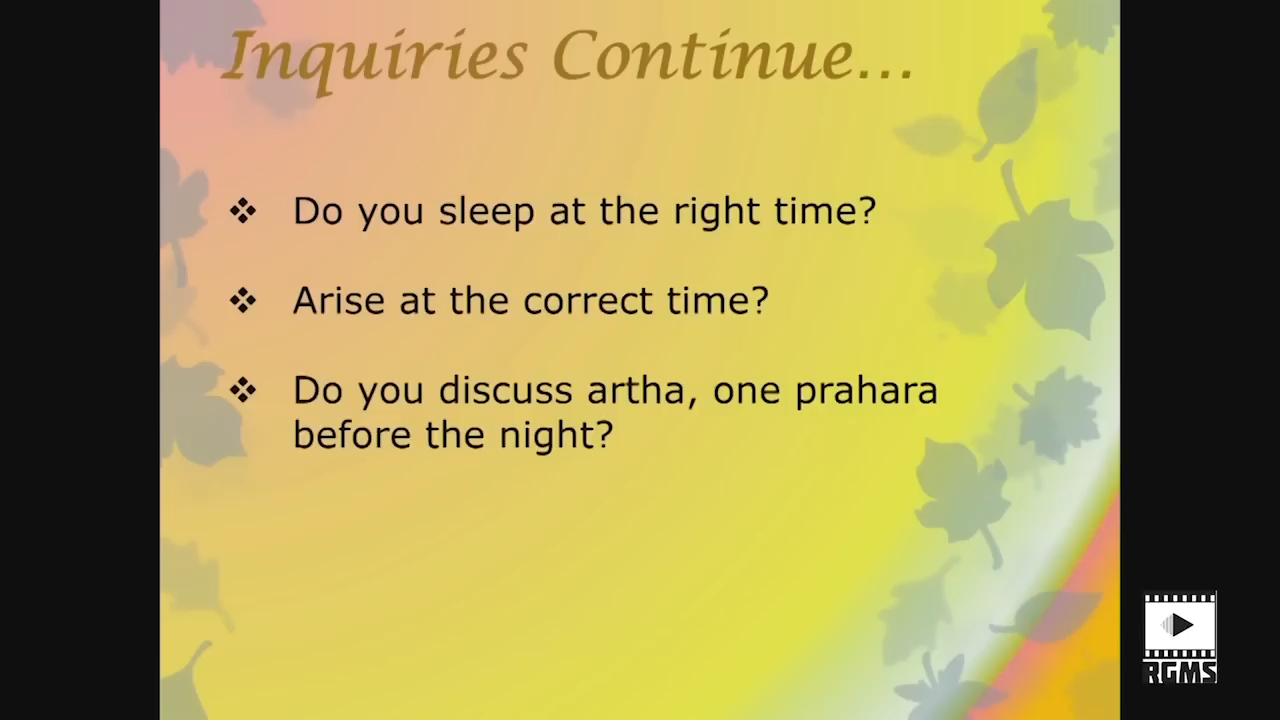 Inquiries Continue...
❖ Do you sleep at the right time?
❖ Arise at the correct time?
❖ Do you discuss artha, one prahara
before the night?
RGMS